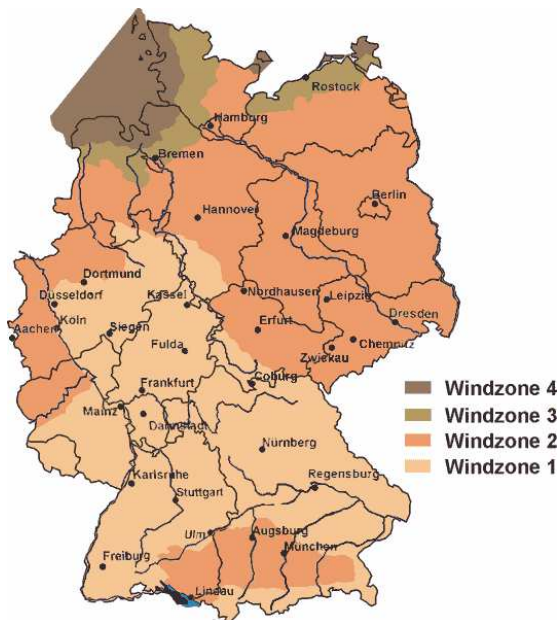 Rostock
Hamburg
Bremen
Berlin
Hannover
Magdeburg
Dortmund
Nordhausen
Düsseldorf
Kassel
Leipzig
Dresden
Köln
Siegen
Erfurt
Aachen
Chemnitz
Fulda
Zwickau
Coburg
Frankfurt
Mainz
Darmstadt
Windzone 4
Windzone 3
Windzone 2
Windzone 1
Nürnberg
Karlsruhe
Regensburg
Stuttgart
Ulm
Augsburg
München
Freiburg
Lindau